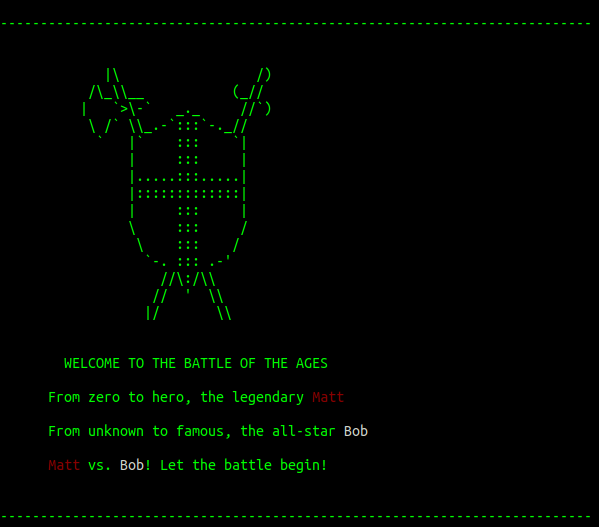 WELCOME TO THE BATTLE OF THE AGES
From zero to hero, the legendary Matt
From unknown to famous, the all-star Bob
Matt vs. Bob! Let the battle begin!